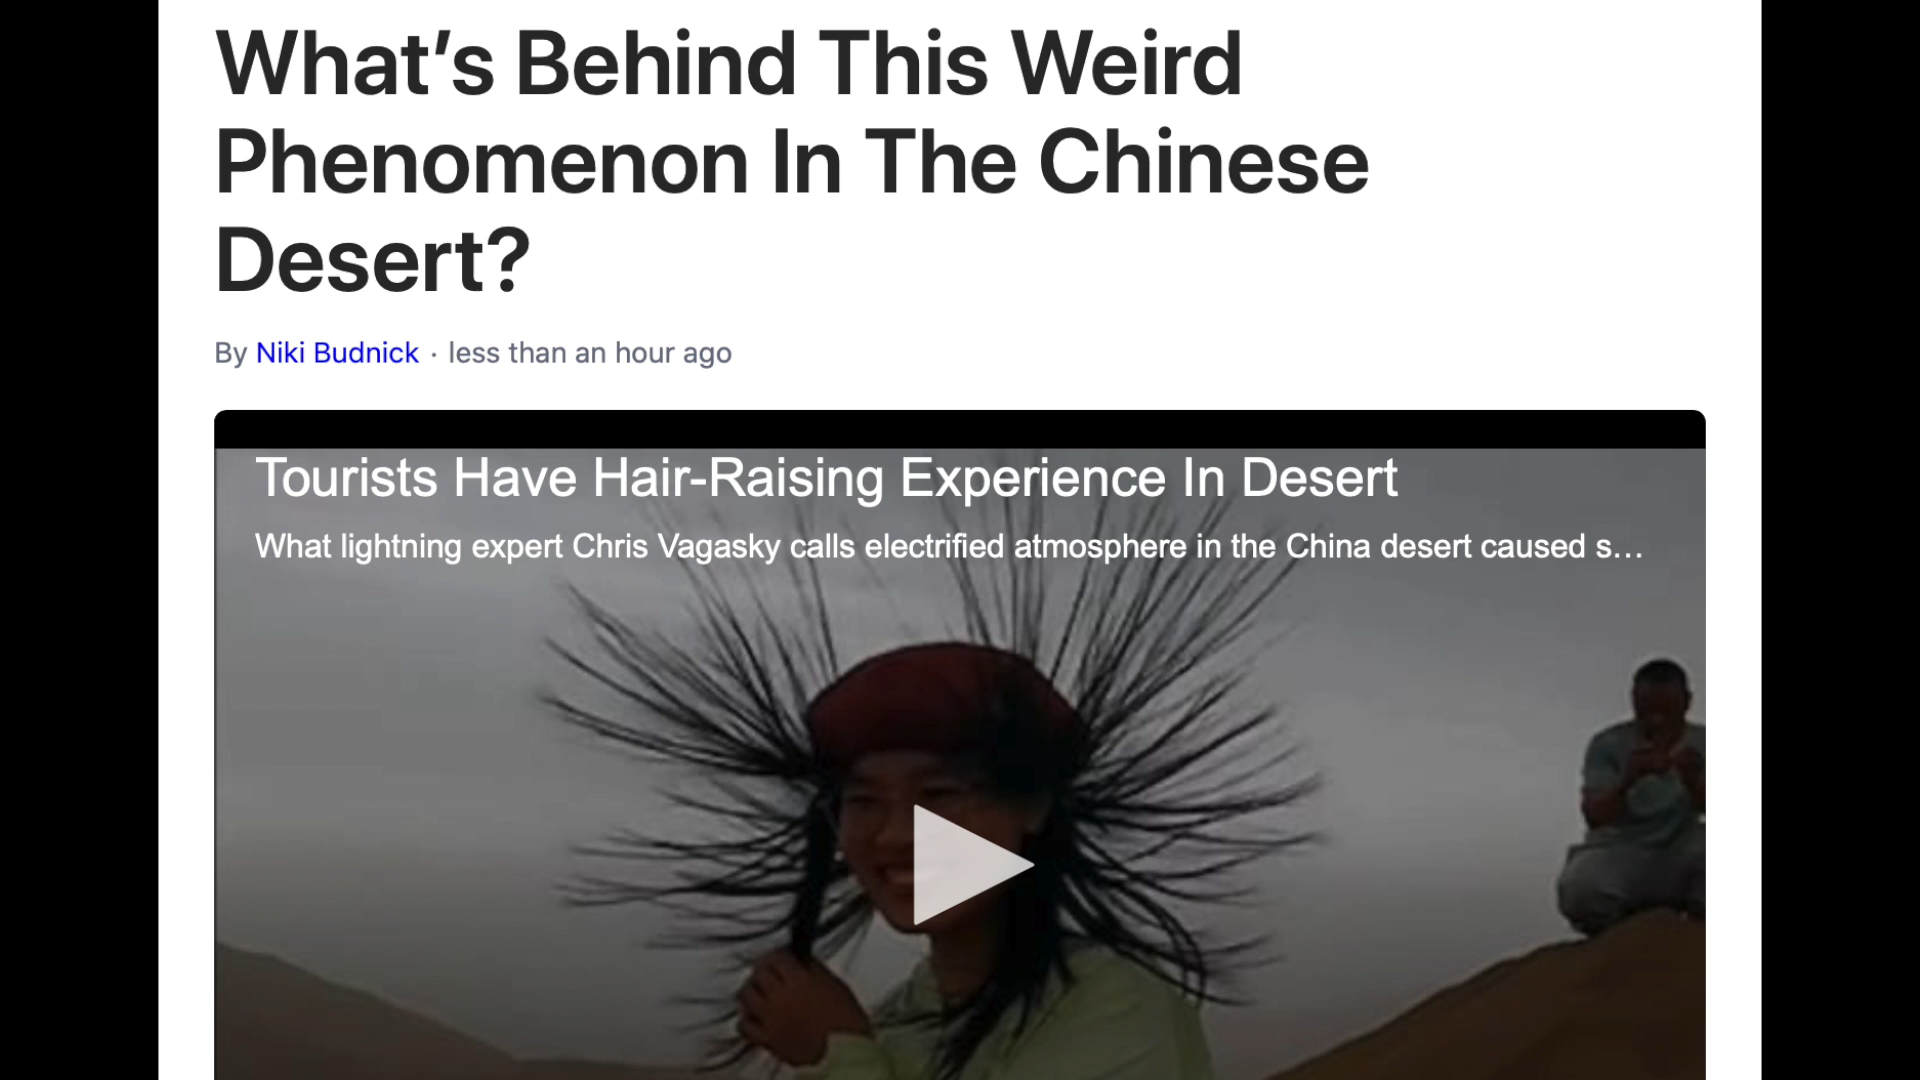 What’s Behind This Weird
Phenomenon In The Chinese
Desert?
By Niki Budnick · less than an hour ago
Tourists Have Hair-Raising Experience In Desert
What lightning expert Chris Vagasky calls electrified atmosphere in the China desert caused s...